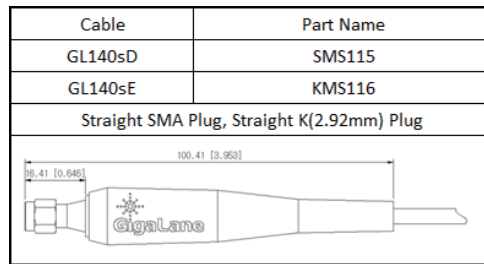 Cable Part Name
GL140sD SMS115
GL140sE KMS116
Straight SMA Plug, Straight K(2.92mm) Plug
100.41 [3.953]
16.41 [0.646]
GigaLane